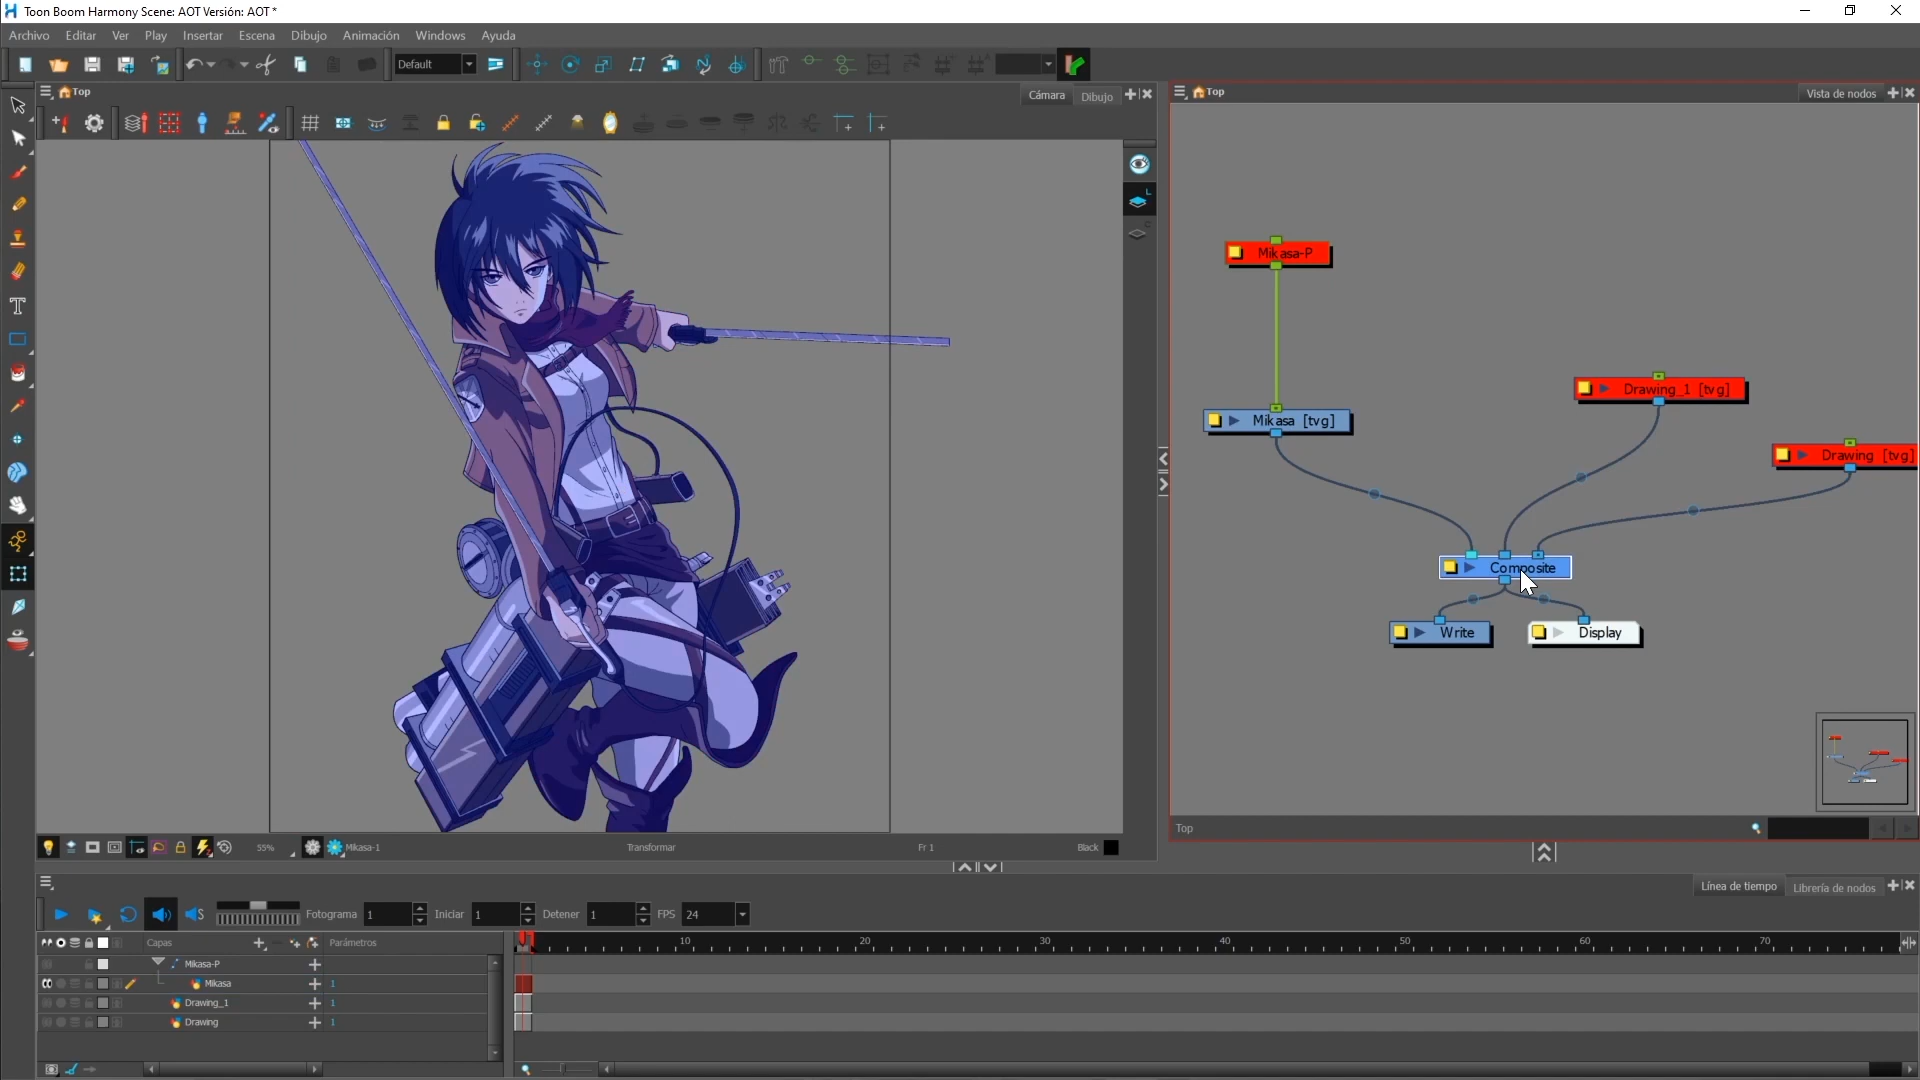 Toon Boom Harmony Scene: AOT Versión: AOT *
Archivo Editar Ver Play Insertar Escena Dibujo Animación Windows Ayuda
Default
Top
Cámara Dibujo
Top
Vista de nodos
Mikasa-P
Drawing_1 [tvg]
Mikasa [tvg]
Drawing [tvg]
Composite
Write
Display
Top
55%
Mikasa-1
Transformar
Fr 1
Black
Línea de tiempo Librería de nodos
S Fotograma 1 Iniciar 1 Detener 1 FPS 24
Capas Parámetros
10 20 30 40 50 60 70
Mikasa-P
Mikasa 1
Drawing_1 1
Drawing 1